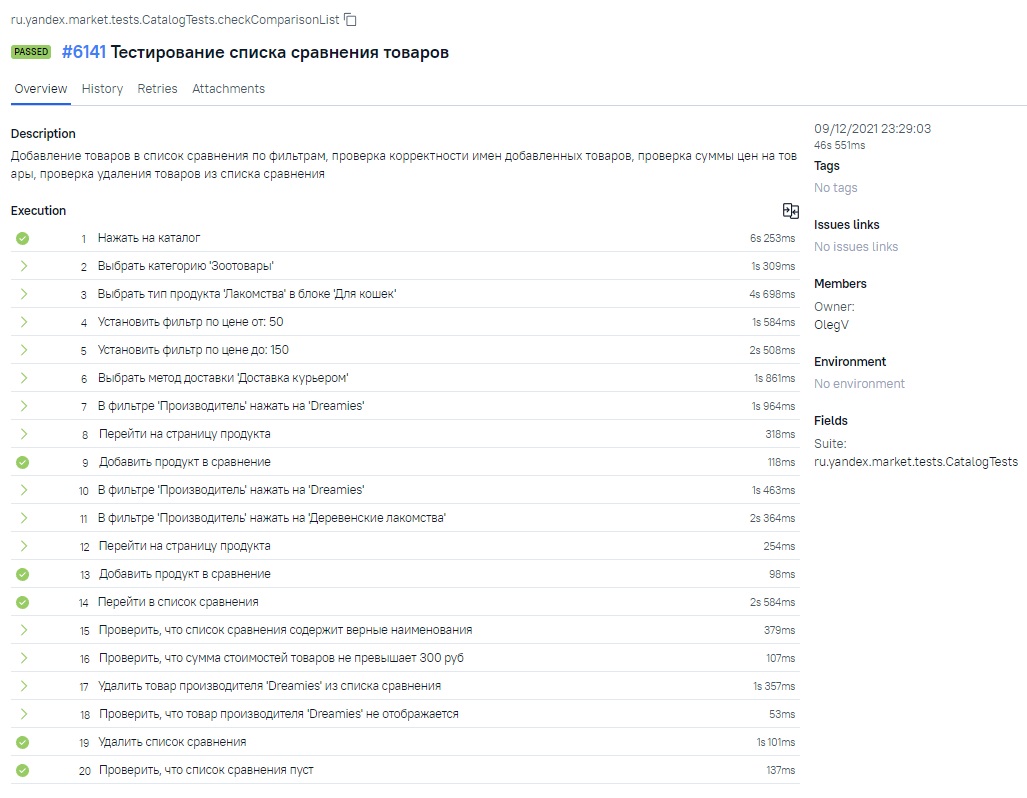 ru.yandex.market.tests.CatalogTests.checkComparisonList
PASSED #6141 Тестирование списка сравнения товаров
Overview History Retries Attachments
Description
Добавление товаров в список сравнения по фильтрам, проверка корректности имен добавленных товаров, проверка суммы цен на тов
ары, проверка удаления товаров из списка сравнения
Execution
1 Нажать на каталог 6s 253ms
2 Выбрать категорию 'Зоотовары' 1s 309ms
3 Выбрать тип продукта 'Лакомства' в блоке 'Для кошек' 4s 698ms
4 Установить фильтр по цене от: 50 1s 584ms
5 Установить фильтр по цене до: 150 2s 508ms
6 Выбрать метод доставки 'Доставка курьером' 1s 861ms
7 В фильтре 'Производитель' нажать на 'Dreamies' 1s 964ms
8 Перейти на страницу продукта 318ms
9 Добавить продукт в сравнение 118ms
10 В фильтре 'Производитель' нажать на 'Dreamies' 1s 463ms
11 В фильтре 'Производитель' нажать на 'Деревенские лакомства' 2s 364ms
12 Перейти на страницу продукта 254ms
13 Добавить продукт в сравнение 98ms
14 Перейти в список сравнения 2s 584ms
15 Проверить, что список сравнения содержит верные наименования 379ms
16 Проверить, что сумма стоимостей товаров не превышает 300 руб 107ms
17 Удалить товар производителя 'Dreamies' из списка сравнения 1s 357ms
18 Проверить, что товар производителя 'Dreamies' не отображается 53ms
19 Удалить список сравнения 1s 101ms
20 Проверить, что список сравнения пуст 137ms
09/12/2021 23:29:03
46s 551ms
Tags
No tags
Issues links
No issues links
Members
Owner:
OlegV
Environment
No environment
Fields
Suite:
ru.yandex.market.tests.CatalogTests